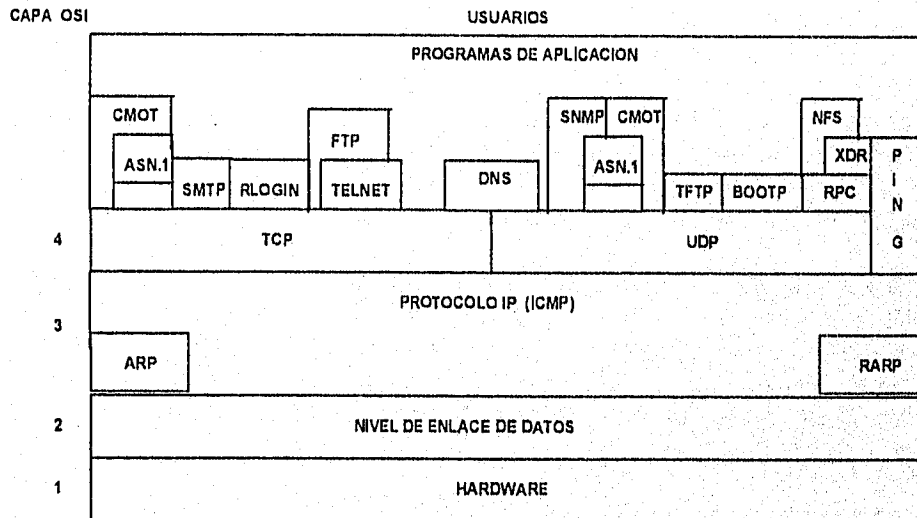 CAPA OSI USUARIOS
PROGRAMAS DE APLICACION
CMOT SNMP CMOT NFS
FTP
ASN.1 ASN.1 XDR P
SMTP RLOGIN TELNET DNS TFTP BOOTP RPC I
N
4 TCP UDP G
PROTOCOLO IP (ICMP)
3
ARP RARP
2 NIVEL DE ENLACE DE DATOS
1 HARDWARE